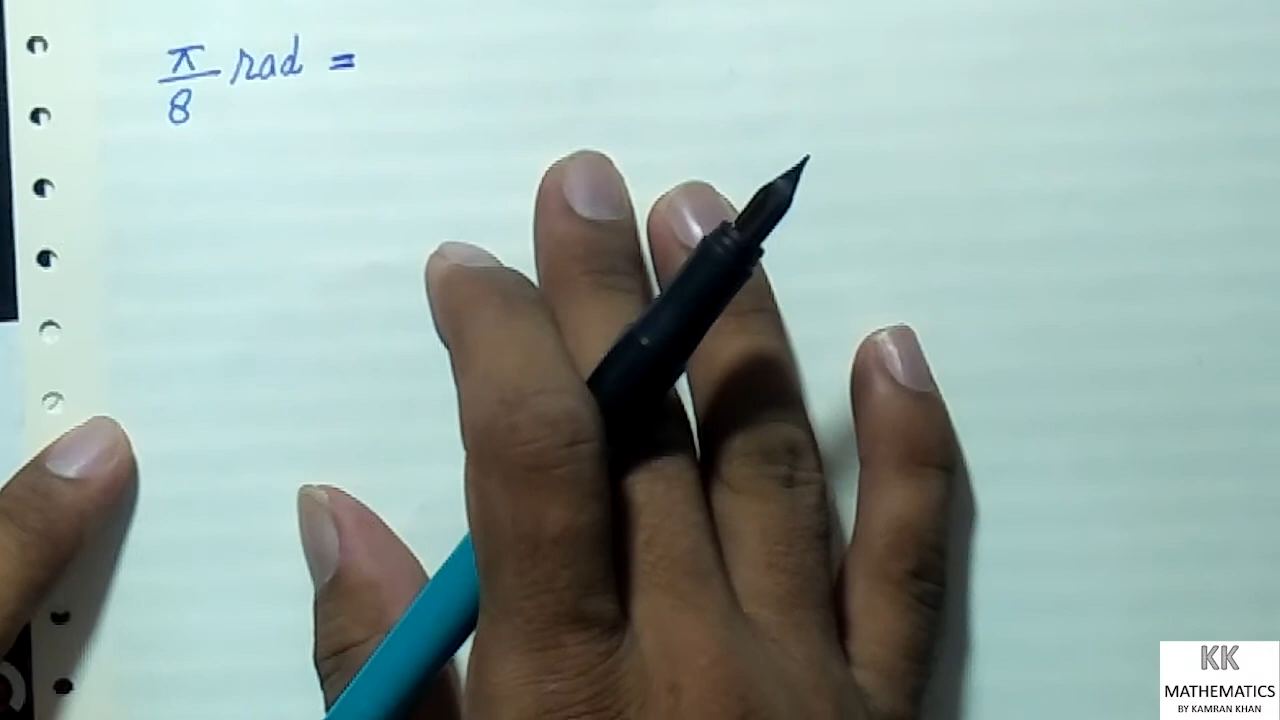 π/8 rad =
KK
MATHEMATICS
BY KAMRAN KHAN